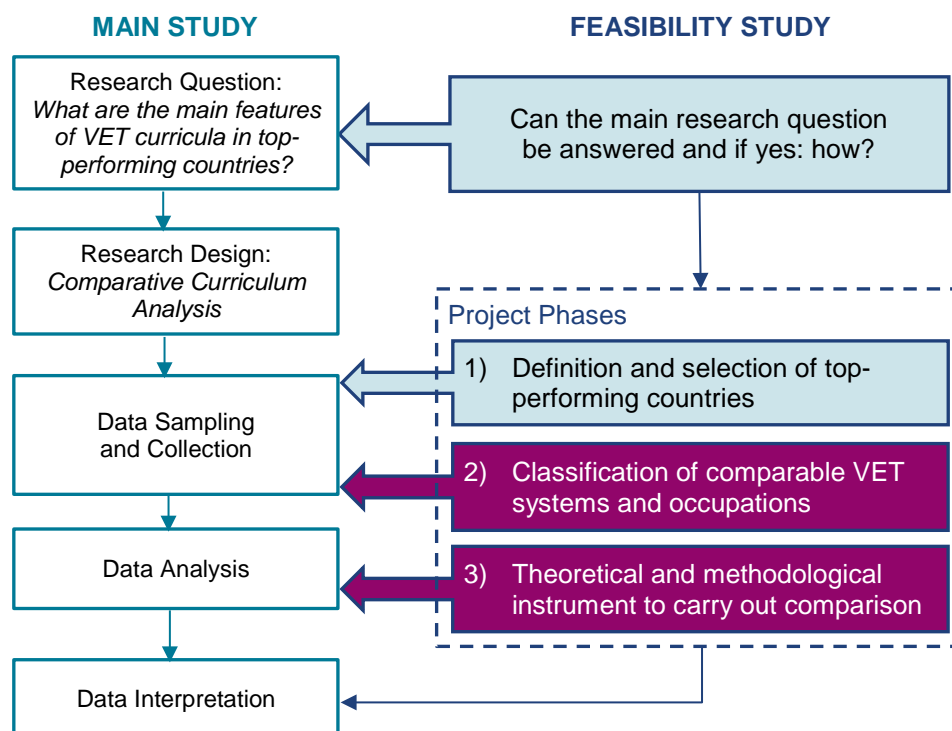 MAIN STUDY
FEASIBILITY STUDY
Research Question:
What are the main features
of VET curricula in top-
performing countries?
Can the main research question
be answered and if yes: how?
Research Design:
Comparative Curriculum
Analysis
Project Phases
1) Definition and selection of top-
performing countries
Data Sampling
and Collection
2) Classification of comparable VET
systems and occupations
Data Analysis
3) Theoretical and methodological
instrument to carry out comparison
Data Interpretation